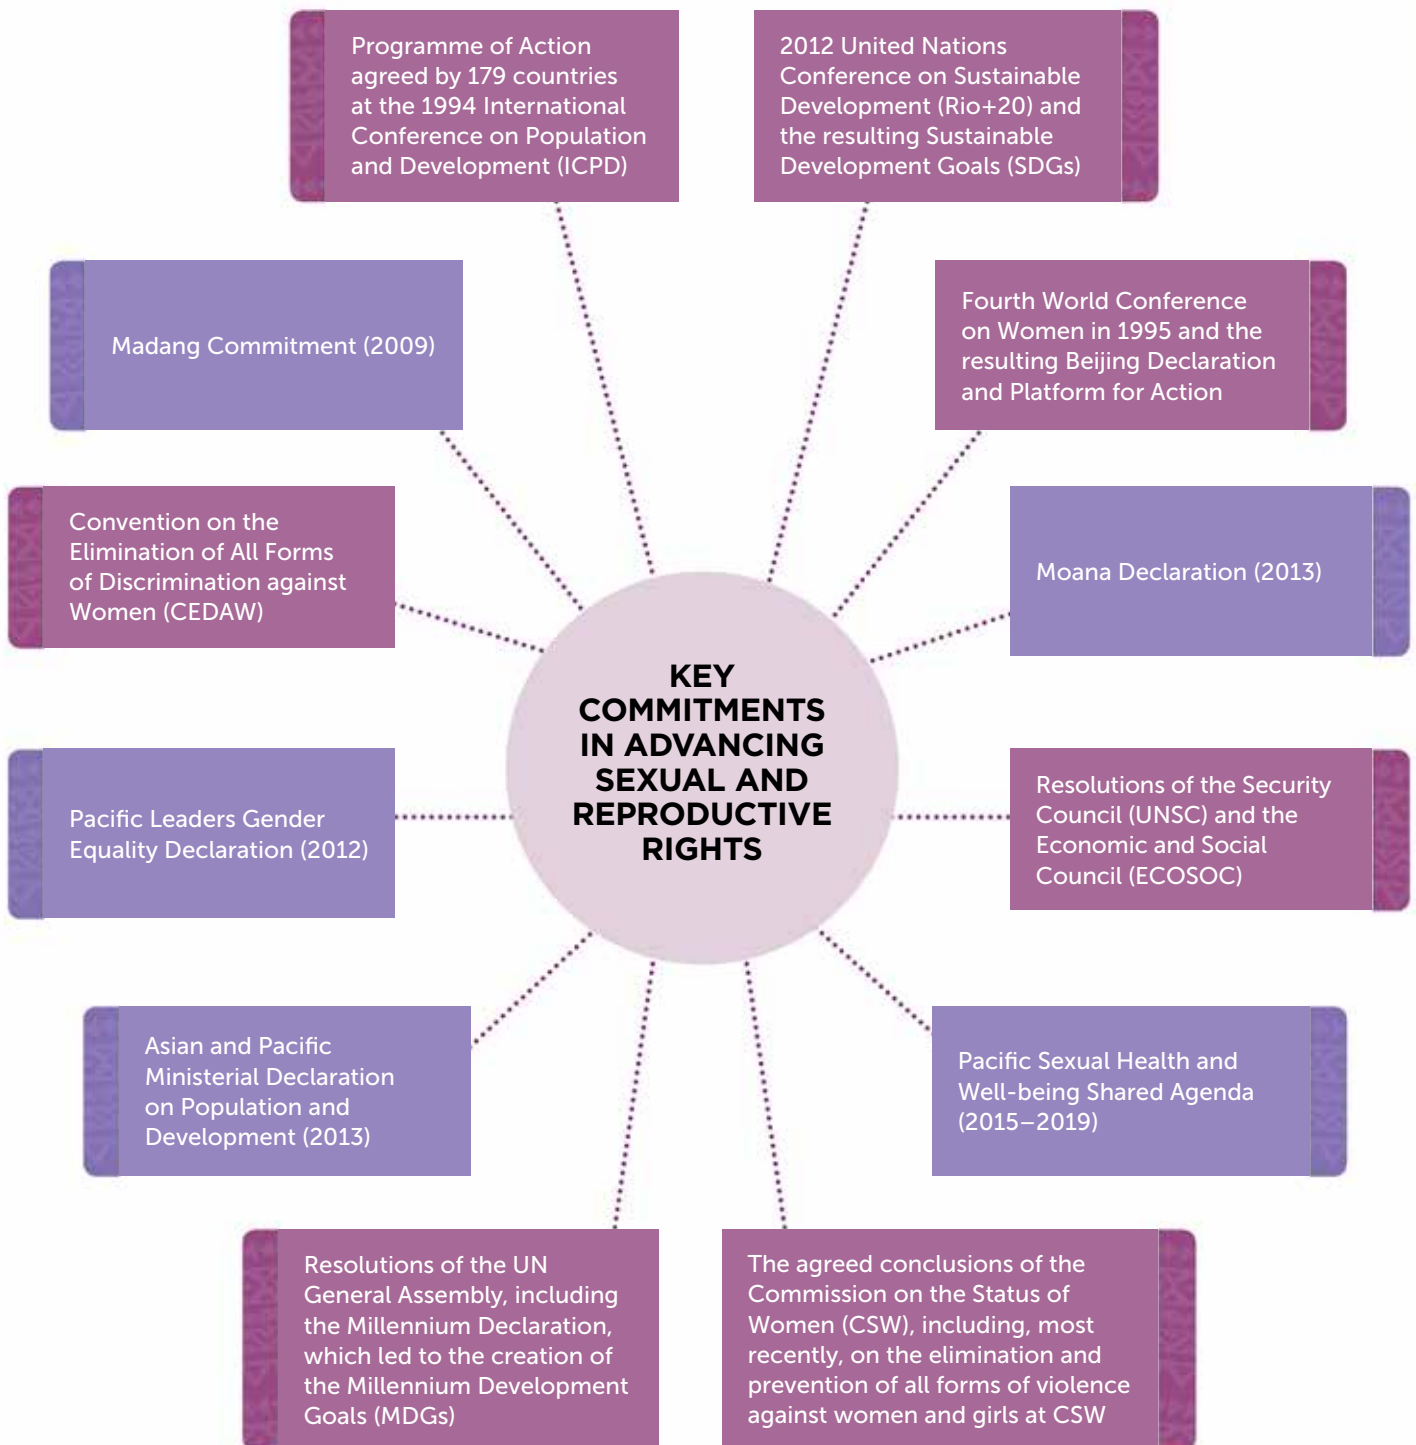 Programme of Action
agreed by 179 countries
at the 1994 International
Conference on Population
and Development (ICPD)
2012 United Nations
Conference on Sustainable
Development (Rio+20) and
the resulting Sustainable
Development Goals (SDGs)
Madang Commitment (2009)
Fourth World Conference
on Women in 1995 and the
resulting Beijing Declaration
and Platform for Action
Convention on the
Elimination of All Forms
of Discrimination against
Women (CEDAW)
Moana Declaration (2013)
KEY
COMMITMENTS
IN ADVANCING
SEXUAL AND
REPRODUCTIVE
RIGHTS
Pacific Leaders Gender
Equality Declaration (2012)
Resolutions of the Security
Council (UNSC) and the
Economic and Social
Council (ECOSOC)
Asian and Pacific
Ministerial Declaration
on Population and
Development (2013)
Pacific Sexual Health and
Well-being Shared Agenda
(2015–2019)
Resolutions of the UN
General Assembly, including
the Millennium Declaration,
which led to the creation of
the Millennium Development
Goals (MDGs)
The agreed conclusions of the
Commission on the Status of
Women (CSW), including, most
recently, on the elimination and
prevention of all forms of violence
against women and girls at CSW